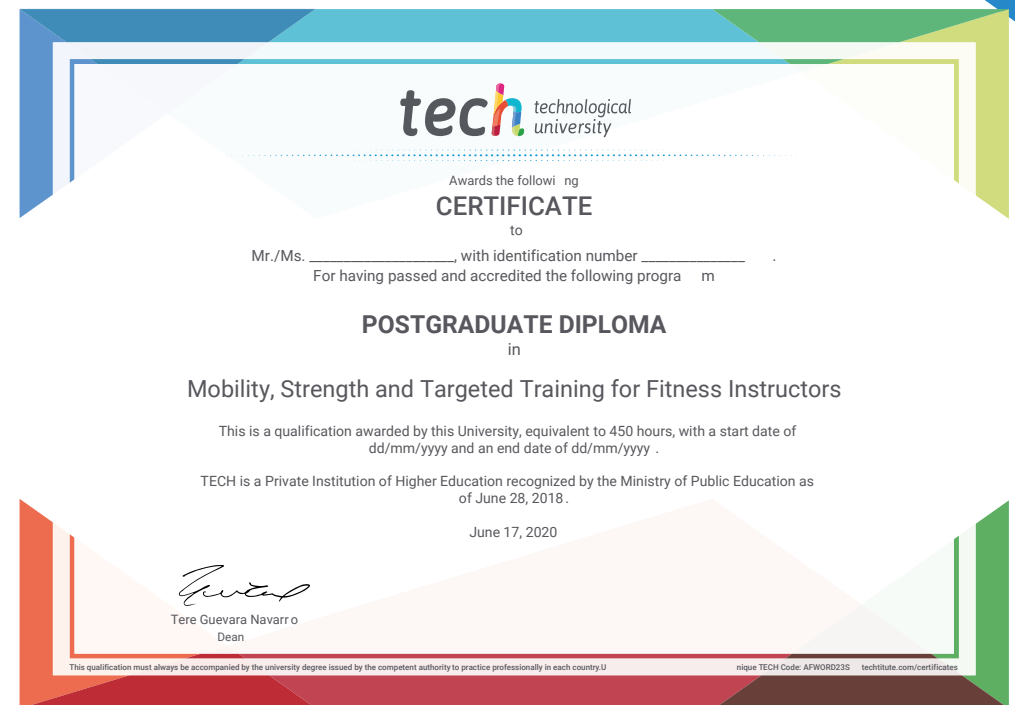 tech technological
university
Awards the followi ng
CERTIFICATE
to
Mr./Ms. _____________________, with identification number _______________ .
For having passed and accredited the following progra m
POSTGRADUATE DIPLOMA
in
Mobility, Strength and Targeted Training for Fitness Instructors
This is a qualification awarded by this University, equivalent to 450 hours, with a start date of
dd/mm/yyyy and an end date of dd/mm/yyyy .
TECH is a Private Institution of Higher Education recognized by the Ministry of Public Education as
of June 28, 2018 .
June 17, 2020
Tere Guevara Navarr o
Dean
This qualification must always be accompanied by the university degree issued by the competent authority to practice professionally in each country.U nique TECH Code: AFWORD23S techtitute.com/certificates